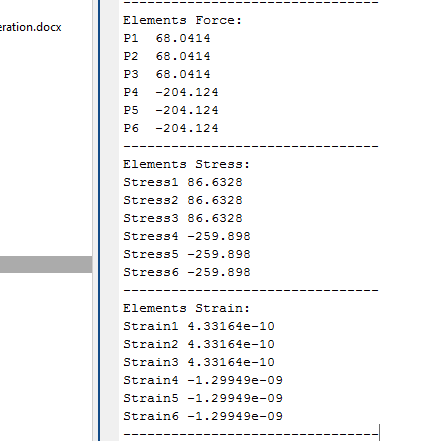 eration.docx
-------------------------------
Elements Force:
P1  68.0414
P2  68.0414
P3  68.0414
P4  -204.124
P5  -204.124
P6  -204.124
-------------------------------
Elements Stress:
Stress1 86.6328
Stress2 86.6328
Stress3 86.6328
Stress4 -259.898
Stress5 -259.898
Stress6 -259.898
-------------------------------
Elements Strain:
Strain1 4.33164e-10
Strain2 4.33164e-10
Strain3 4.33164e-10
Strain4 -1.29949e-09
Strain5 -1.29949e-09
Strain6 -1.29949e-09
-------------------------------